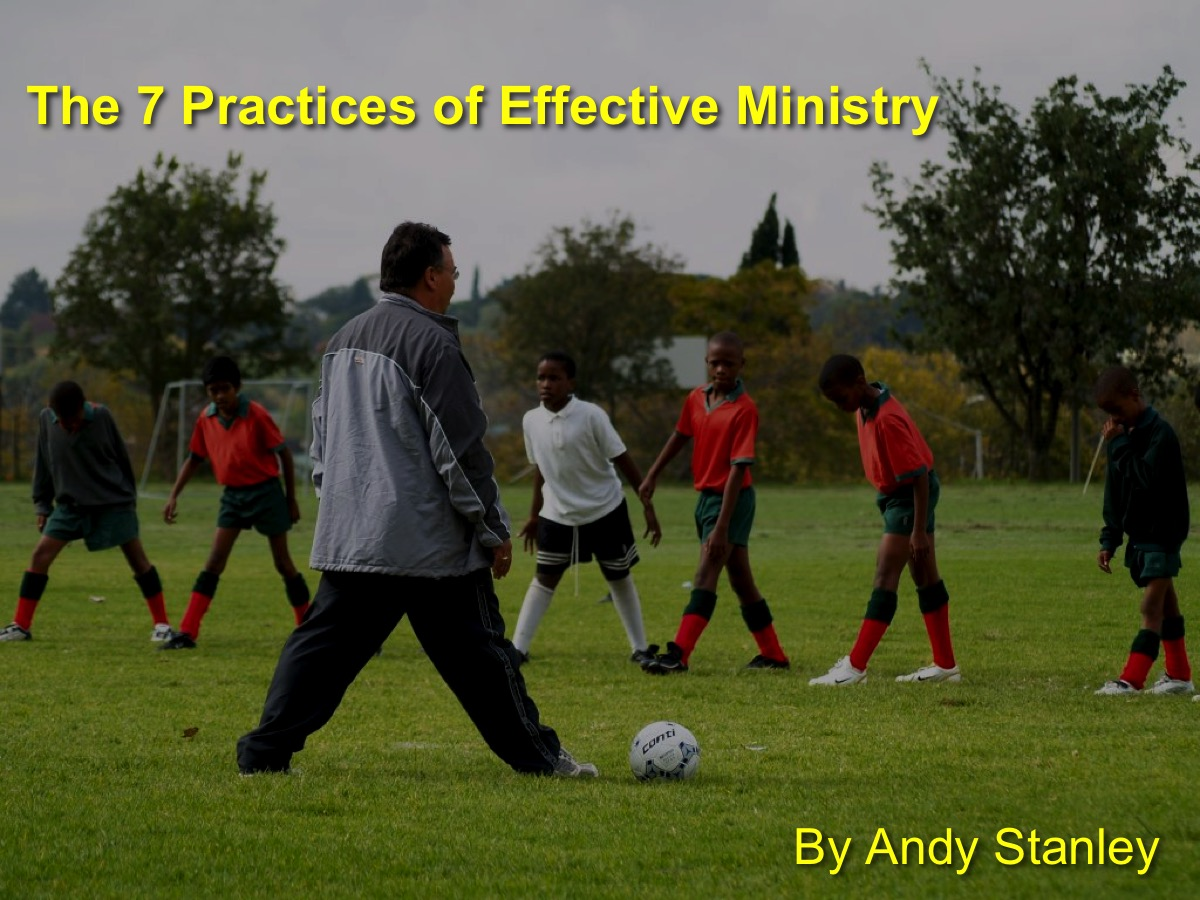 The 7 Practices of Effective Ministry
conti
By Andy Stanley